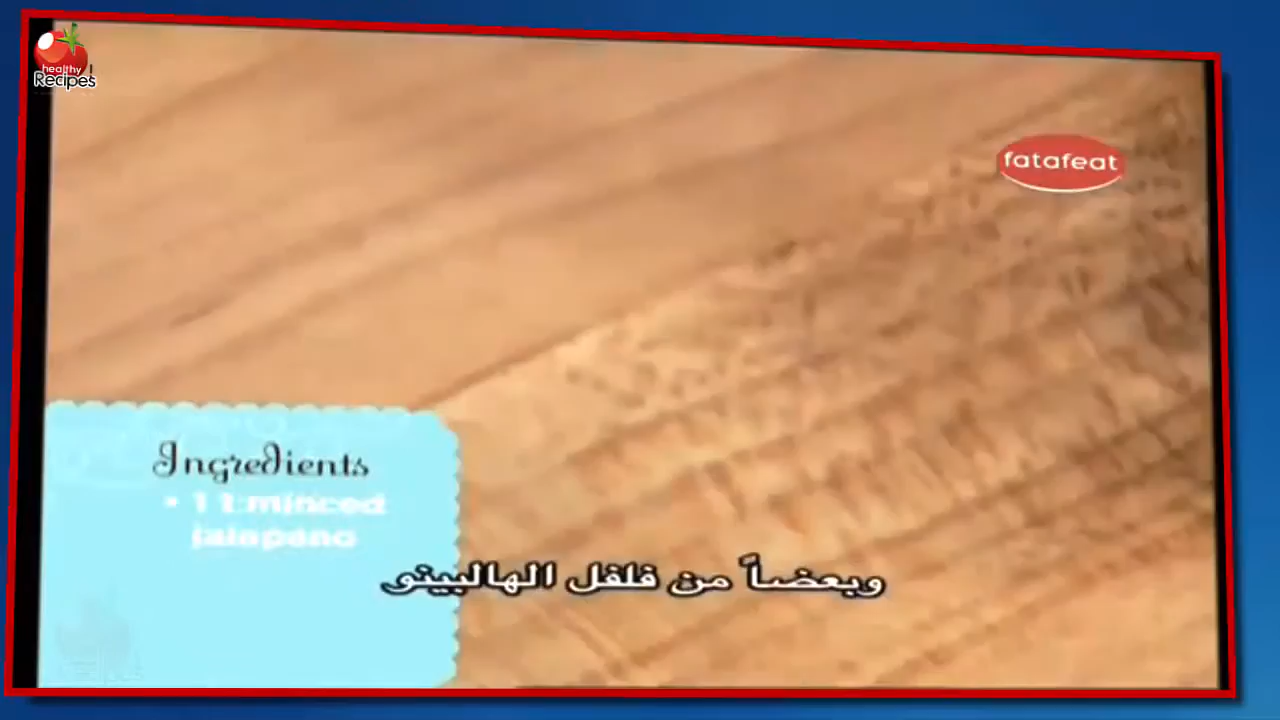 healthy
Recipes
fatafeat
Ingredients
• 1 t:minced
jalapeno
وبعضاً من فلفل الهالبينو